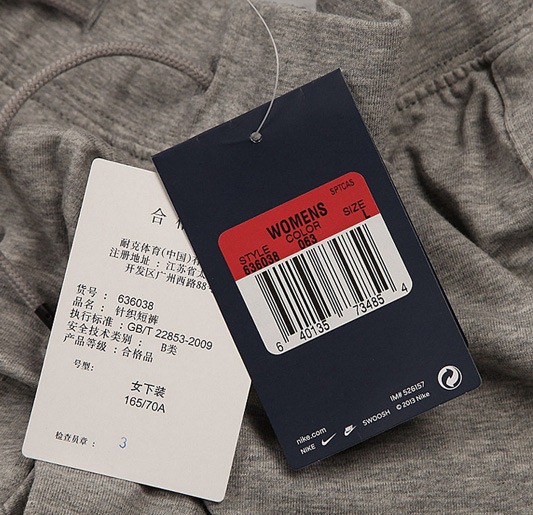 合
耐克体育(中国)有
注册地址：江苏省太
开发区广州西路88
货号： 636038
品名： 针织短裤
执行标准：GB/T 22853-2009
安全技术类别： B类
产品等级：合格品
号型：
女下装
165/70A
检查员章： 3
SPTCAS
WOMENS
STYLE COLOR SIZE
636038 063 L
6 40135 73485 4
IM# 526157
nike.com
NIKE SWOOSH © 2013 Nike